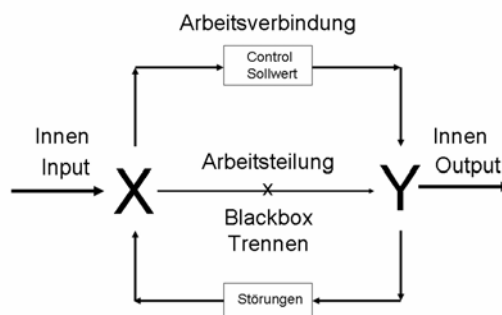 Arbeitsverbindung
Control
Sollwert
Innen
Input
X
Arbeitsteilung
x
Blackbox
Trennen
Y
Innen
Output
Störungen